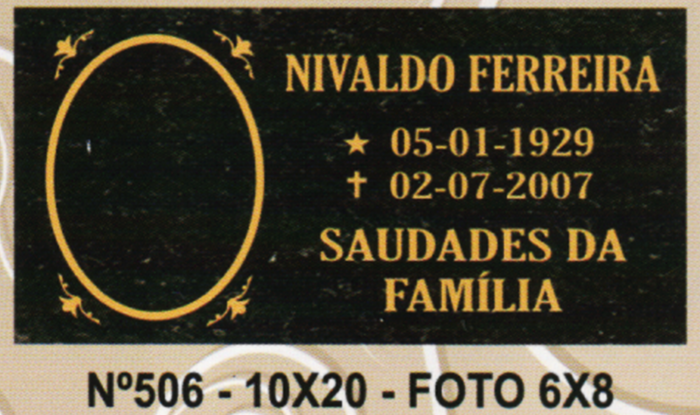 NIVALDO FERREIRA
★ 05-01-1929
✝ 02-07-2007
SAUDADES DA
FAMÍLIA
Nº506 - 10X20 - FOTO 6X8